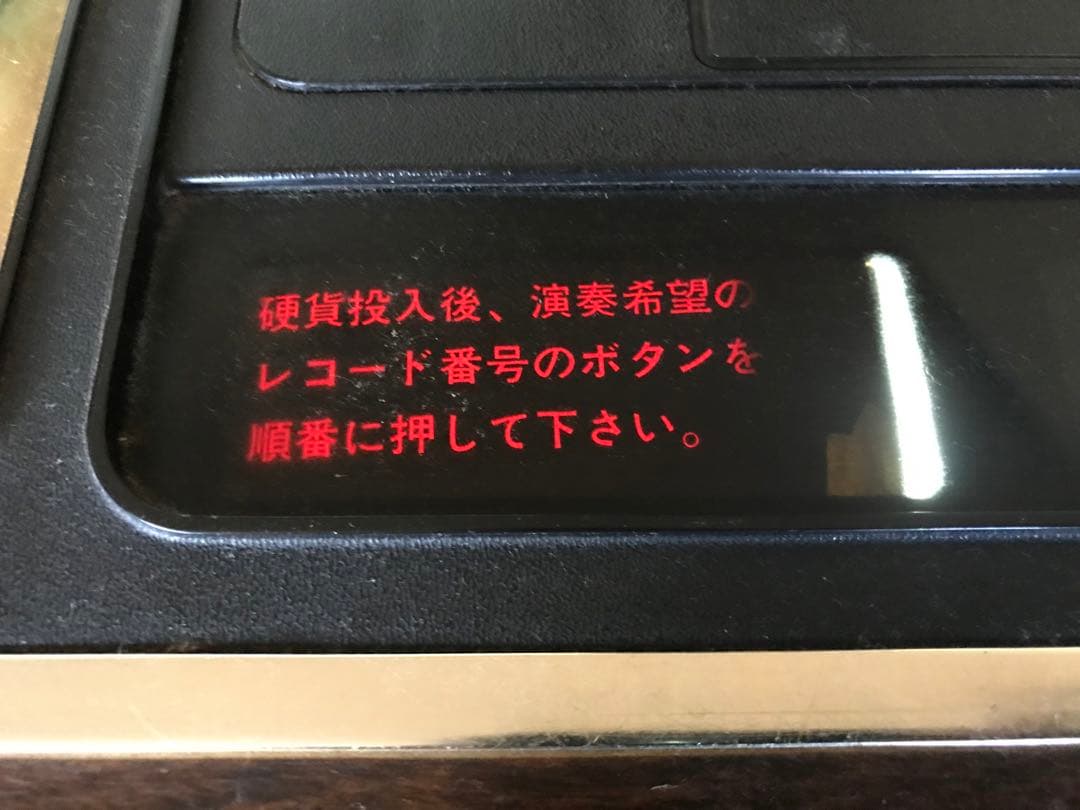 硬貨投入後、演奏希望の
レコード番号のボタンを
順番に押して下さい。